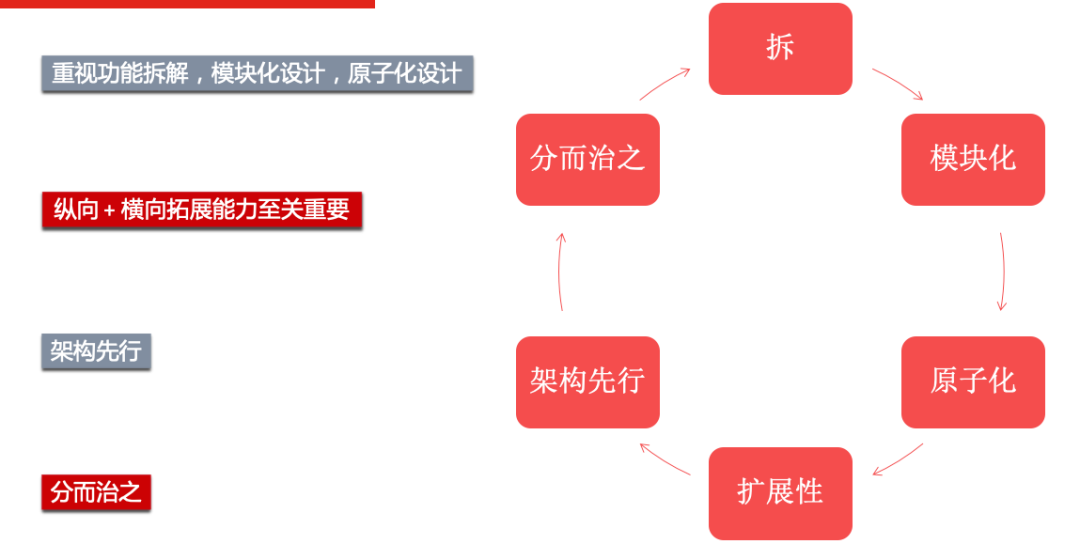 重视功能拆解，模块化设计，原子化设计
纵向+横向拓展能力至关重要
架构先行
分而治之
拆
模块化
原子化
扩展性
架构先行
分而治之